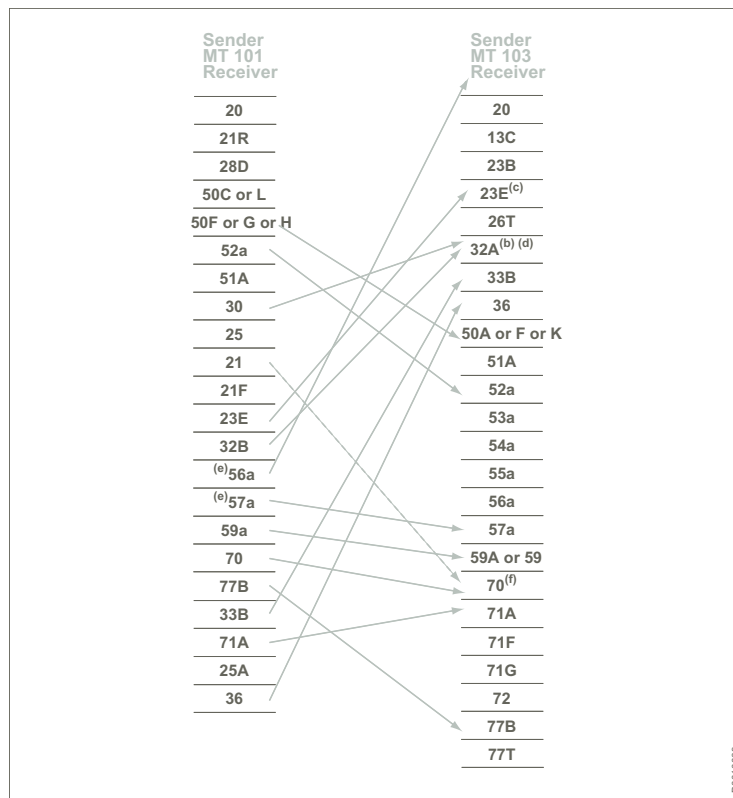 Sender
MT 101
Receiver
20
21R
28D
50C or L
50F or G or H
52a
51A
30
25
21
21F
23E
32B
(e)56a
(e)57a
59a
70
77B
33B
71A
25A
36
Sender
MT 103
Receiver
20
13C
23B
23E(c)
26T
32A(b) (d)
33B
36
50A or F or K
51A
52a
53a
54a
55a
56a
57a
59A or 59
70(f)
71A
71F
71G
72
77B
77T